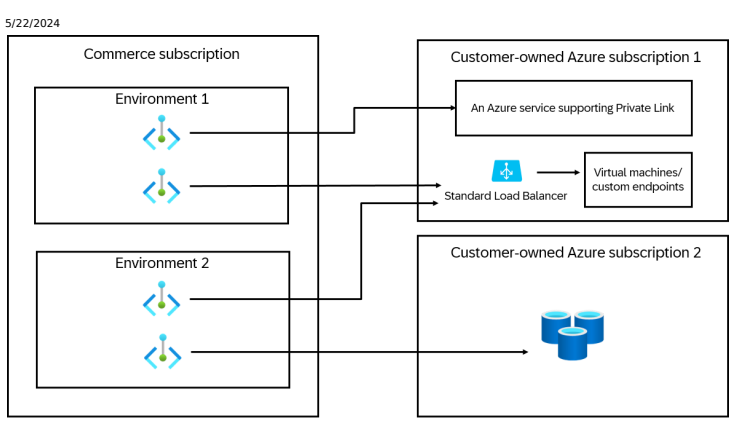 5/22/2024
Commerce subscription
Environment 1
Environment 2
Customer-owned Azure subscription 1
An Azure service supporting Private Link
Standard Load Balancer
Virtual machines/
custom endpoints
Customer-owned Azure subscription 2